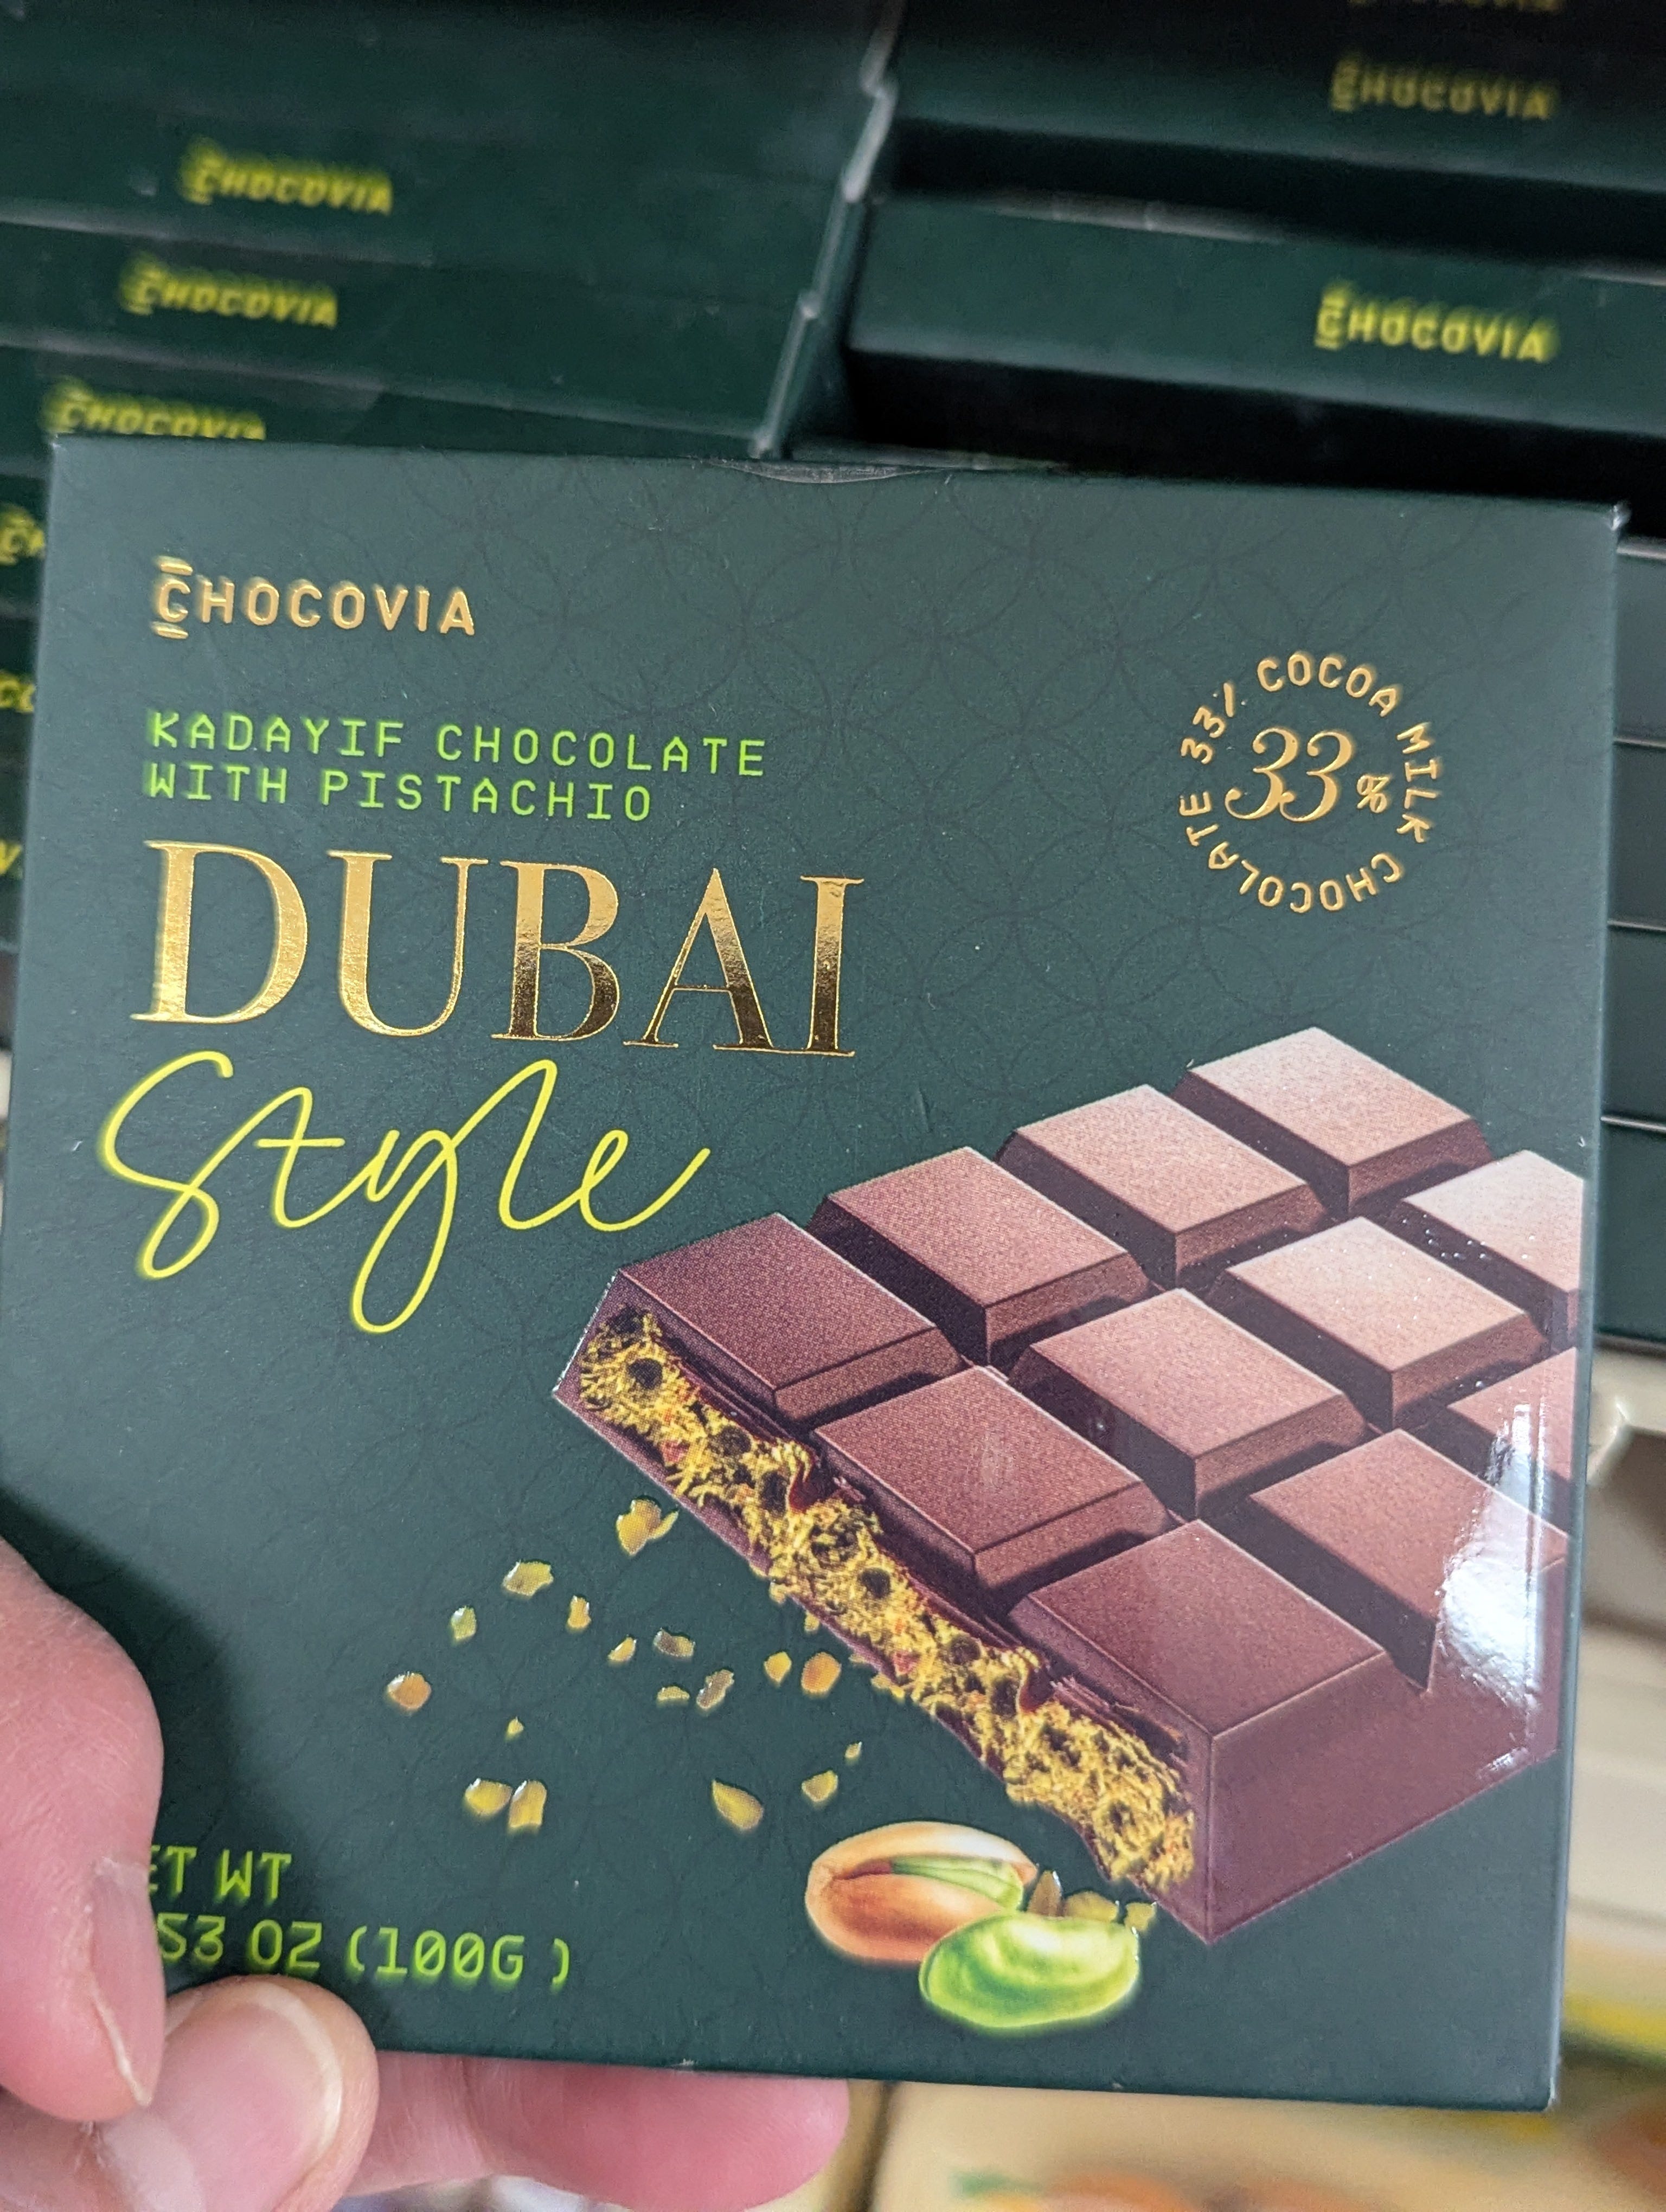 CHOCOVIA
CHOCOVIA
CHOCOVIA
CHOCOVIA
CHOCOVIA
CHOCOVIA
KADAYIF CHOCOLATE
WITH PISTACHIO
DUBAI
Style
33% COCOA MILK CHOCOLATE
33%
WT
53 OZ (100G )